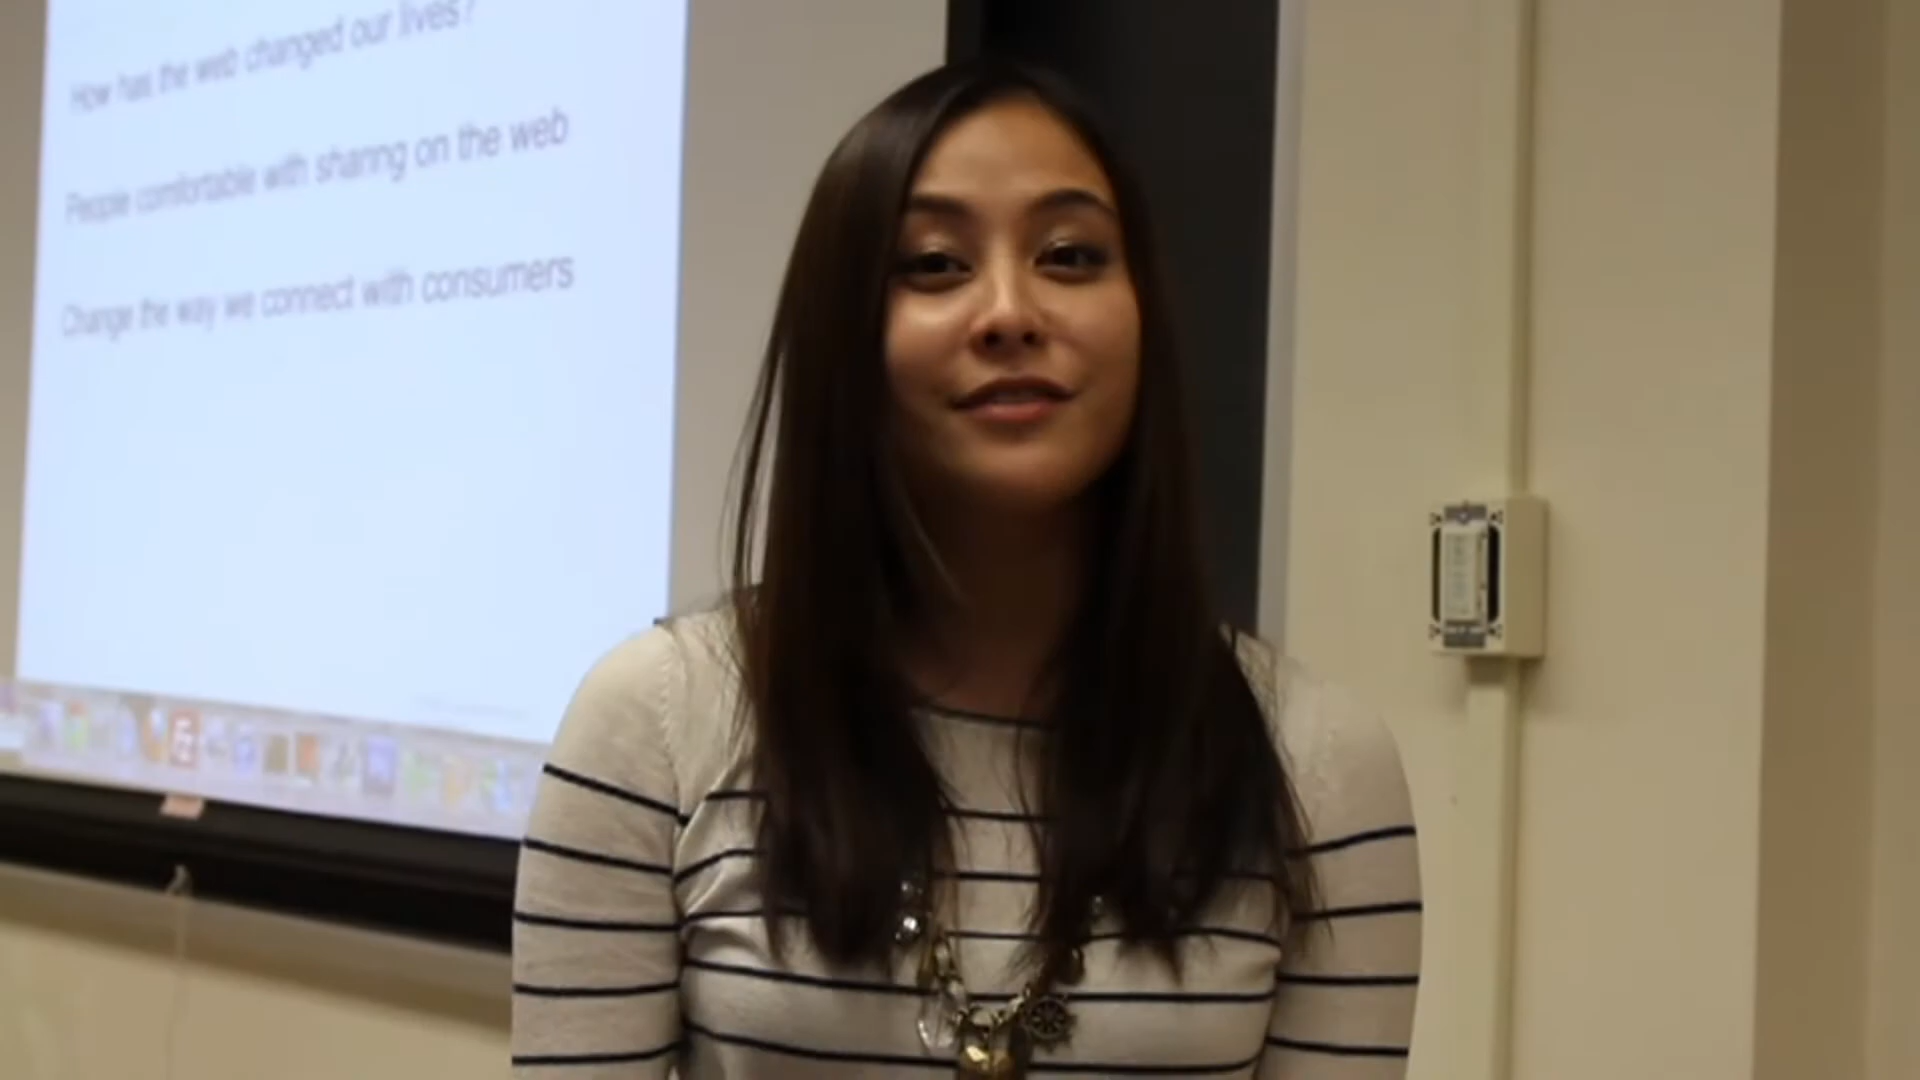 How has the web changed our lives?
People comfortable with sharing on the web
Change the way we connect with consumers